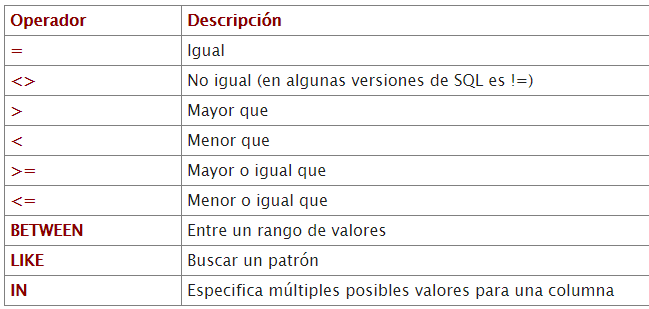 Operador Descripción
= Igual
<> No igual (en algunas versiones de SQL es !=)
> Mayor que
< Menor que
>= Mayor o igual que
<= Menor o igual que
BETWEEN Entre un rango de valores
LIKE Buscar un patrón
IN Especifica múltiples posibles valores para una columna